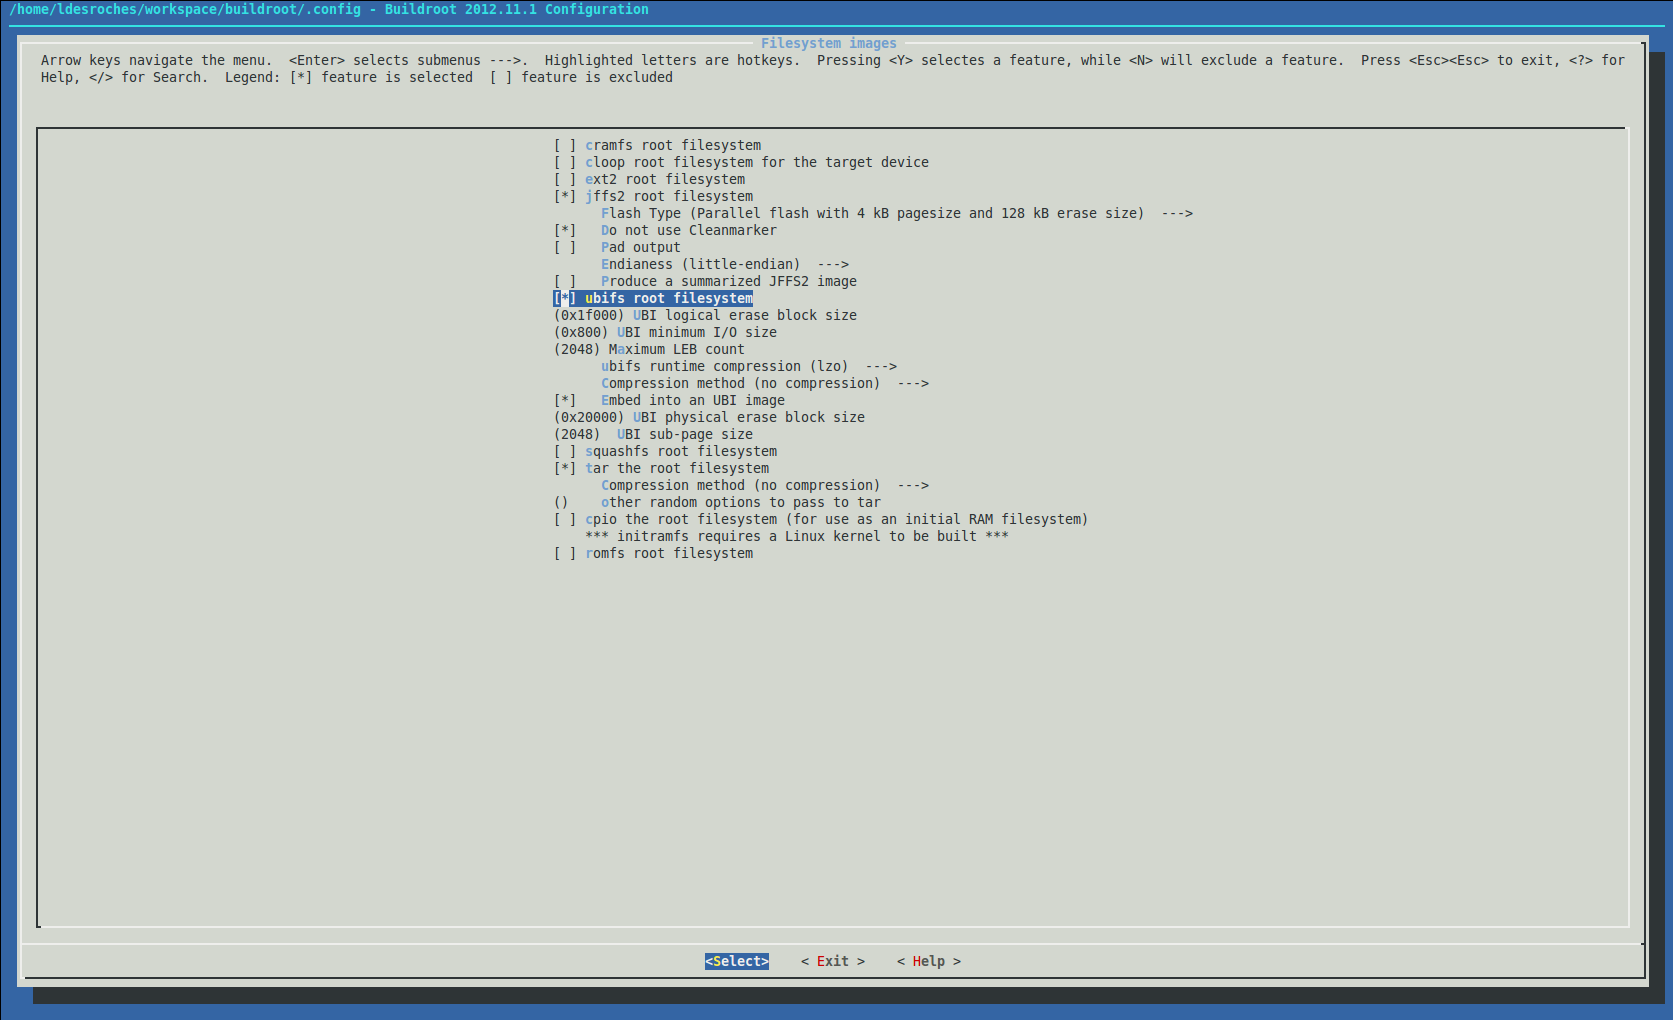 /home/ldesroches/workspace/buildroot/.config - Buildroot 2012.11.1 Configuration
Filesystem images
Arrow keys navigate the menu.  <Enter> selects submenus --->.  Highlighted letters are hotkeys.  Pressing <Y> selects a feature, while <N> will exclude a feature.  Press <Esc><Esc> to exit, <?> for
Help, </> for Search.  Legend: [*] feature is selected  [ ] feature is excluded
[ ] cramfs root filesystem
[ ] cloop root filesystem for the target device
[ ] ext2 root filesystem
[*] jffs2 root filesystem
Flash Type (Parallel flash with 4 kB pagesize and 128 kB erase size)  --->
[*]   Do not use Cleanmarker
[ ]   Pad output
Endianess (little-endian)  --->
[ ]   Produce a summarized JFFS2 image
[*] ubifs root filesystem
(0x1f000) UBI logical erase block size
(0x800) UBI minimum I/O size
(2048) Maximum LEB count
ubifs runtime compression (lzo)  --->
Compression method (no compression)  --->
[*]   Embed into an UBI image
(0x20000) UBI physical erase block size
(2048)  UBI sub-page size
[ ] squashfs root filesystem
[*] tar the root filesystem
Compression method (no compression)  --->
()    other random options to pass to tar
[ ] cpio the root filesystem (for use as an initial RAM filesystem)
*** initramfs requires a Linux kernel to be built ***
[ ] romfs root filesystem
<Select>    < Exit >    < Help >